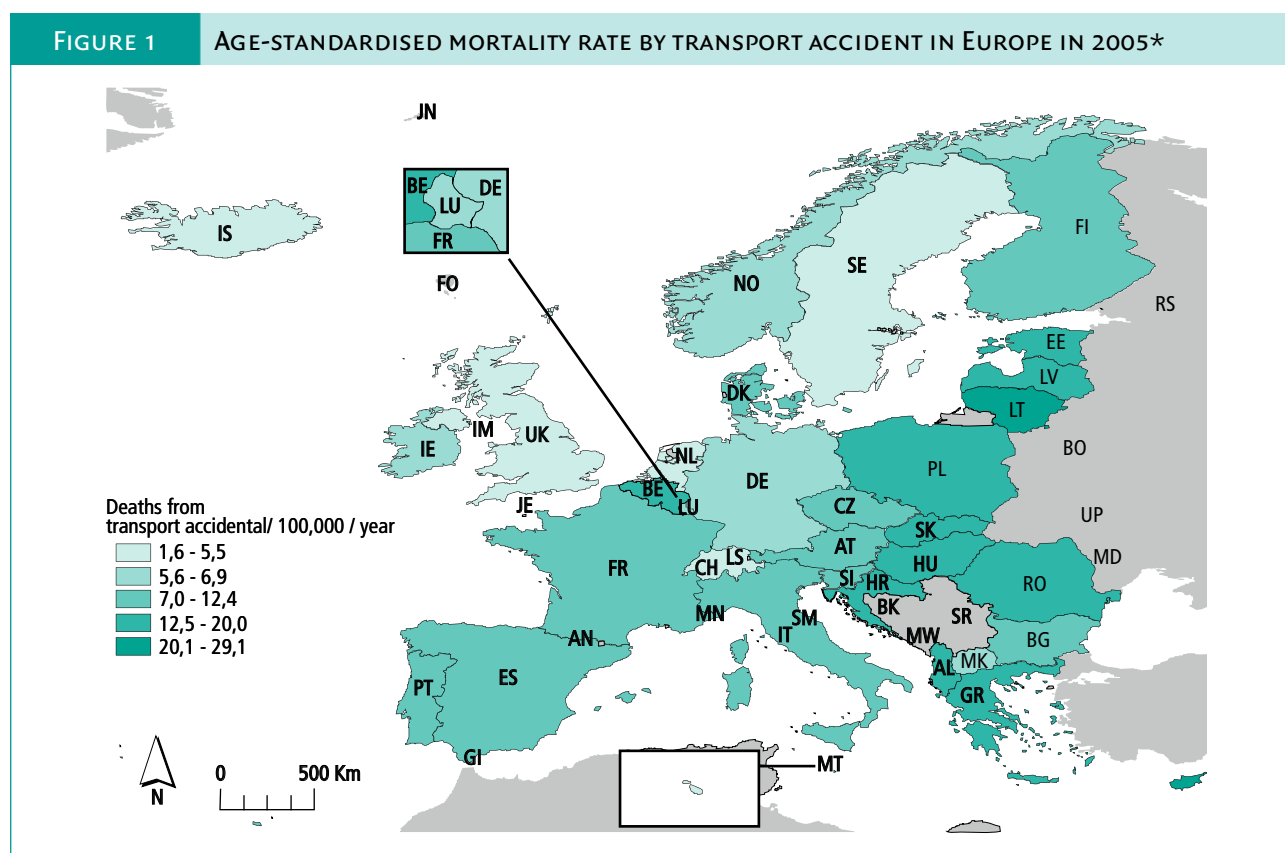 FIGURE 1
AGE-STANDARDISED MORTALITY RATE BY TRANSPORT ACCIDENT IN EUROPE IN 2005*
JN
BE
DE
LU
FR
IS
FO
NO
SE
FI
RS
EE
LV
LT
DK
IM
UK
IE
NL
BO
PL
DE
BE
LU
JE
CZ
UP
SK
MD
AT
HU
LS
CH
FR
SI
HR
RO
BK
SR
MN
SM
IT
MW
BG
AN
AL
MK
GR
ES
PT
GI
MT
Deaths from
transport accidental/ 100,000 / year
1,6 - 5,5
5,6 - 6,9
7,0 - 12,4
12,5 - 20,0
20,1 - 29,1
N
0 500 Km